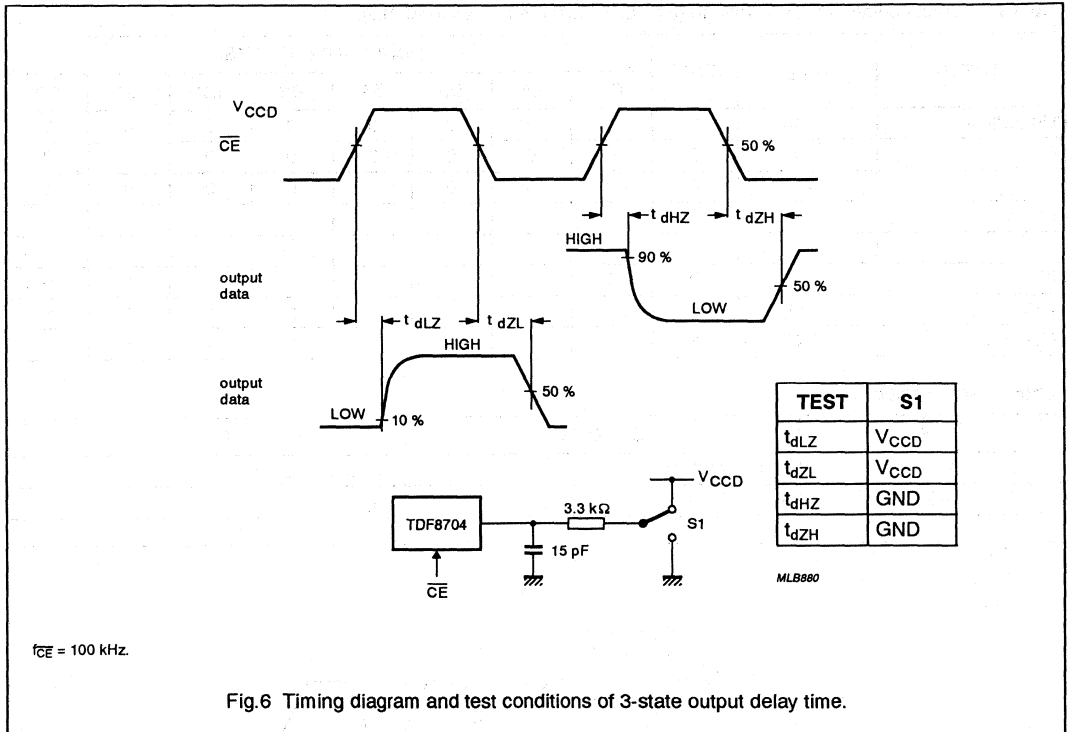 V CCD
CE
50 %
t dHZ
t dZH
HIGH
90 %
output
data
50 %
LOW
t dLZ
t dZL
HIGH
output
data
50 %
LOW
10 %
TEST S1
tdLZ VCCD
tdZL VCCD
tdHZ GND
tdZH GND
VCCD
3.3 kΩ
S1
TDF8704
15 pF
CE
MLB880
fCE = 100 kHz.
Fig.6 Timing diagram and test conditions of 3-state output delay time.